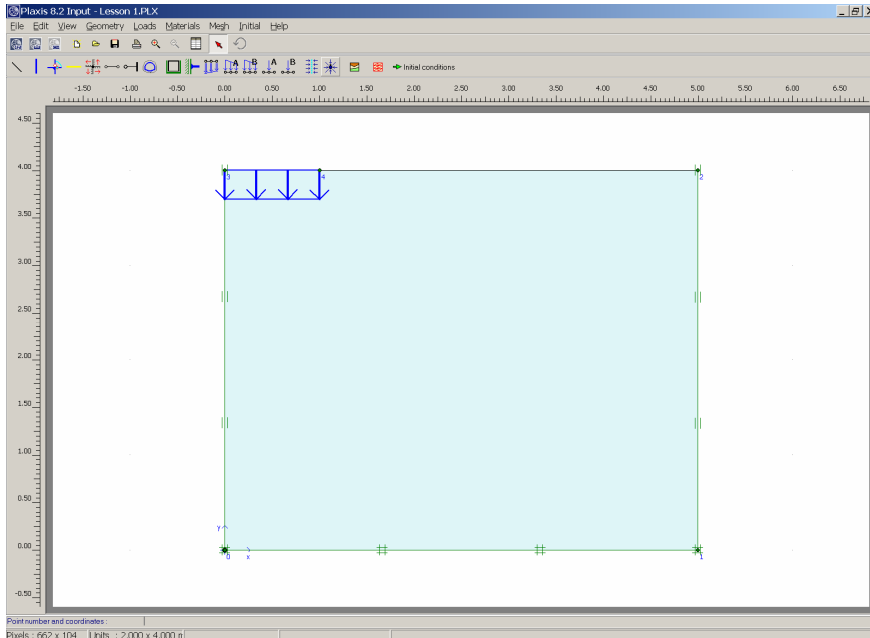 Plaxis 8.2 Input - Lesson 1.PLX
File Edit View Geometry Loads Materials Mesh Initial Help
A B A B Initial conditions
-1.50 -1.00 -0.50 0.00 0.50 1.00 1.50 2.00 2.50 3.00 3.50 4.00 4.50 5.00 5.50 6.00 6.50
4.50
4.00
3 4 2
3.50
3.00
2.50
2.00
1.50
1.00
0.50
y
0.00
0 x 1
-0.50
Point number and coordinates :
Pixels : 662 x 104 Units : 2.000 x 4.000 m